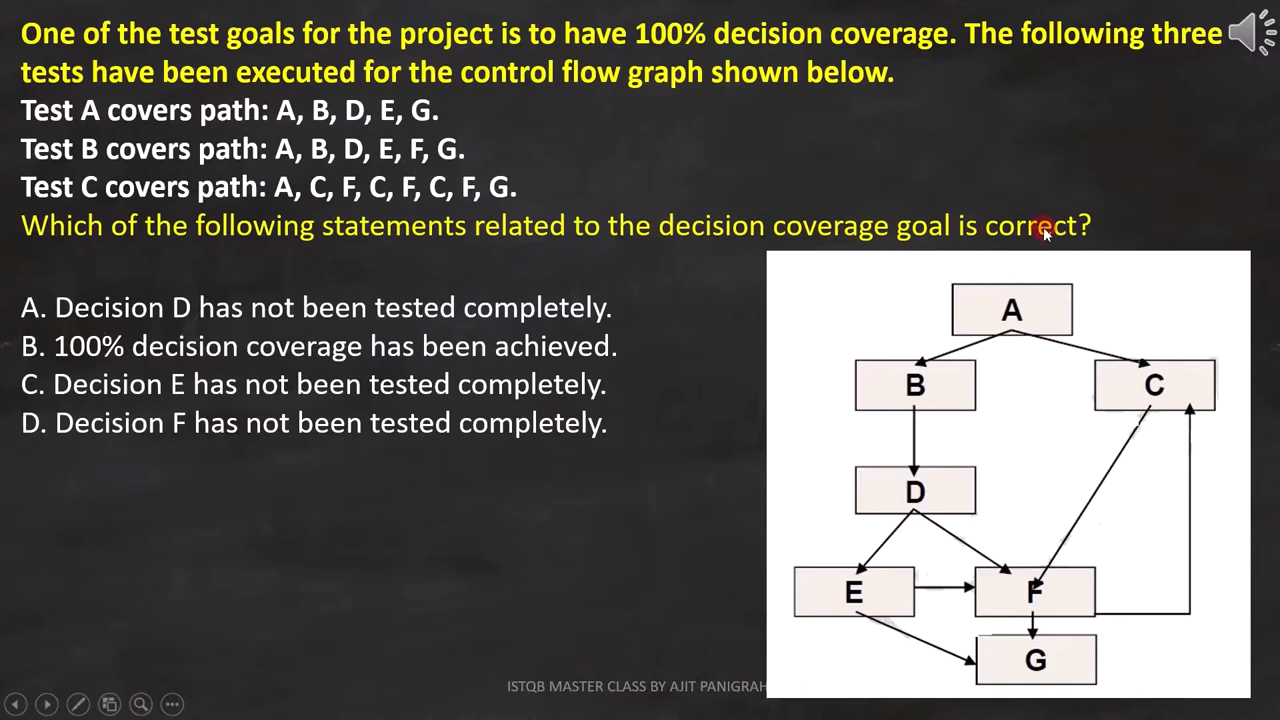 One of the test goals for the project is to have 100% decision coverage. The following three
tests have been executed for the control flow graph shown below.
Test A covers path: A, B, D, E, G.
Test B covers path: A, B, D, E, F, G.
Test C covers path: A, C, F, C, F, C, F, G.
Which of the following statements related to the decision coverage goal is correct?
A. Decision D has not been tested completely.
B. 100% decision coverage has been achieved.
C. Decision E has not been tested completely.
D. Decision F has not been tested completely.
A
B
C
D
E
F
G
ISTQB MASTER CLASS BY AJIT PANIGRAH